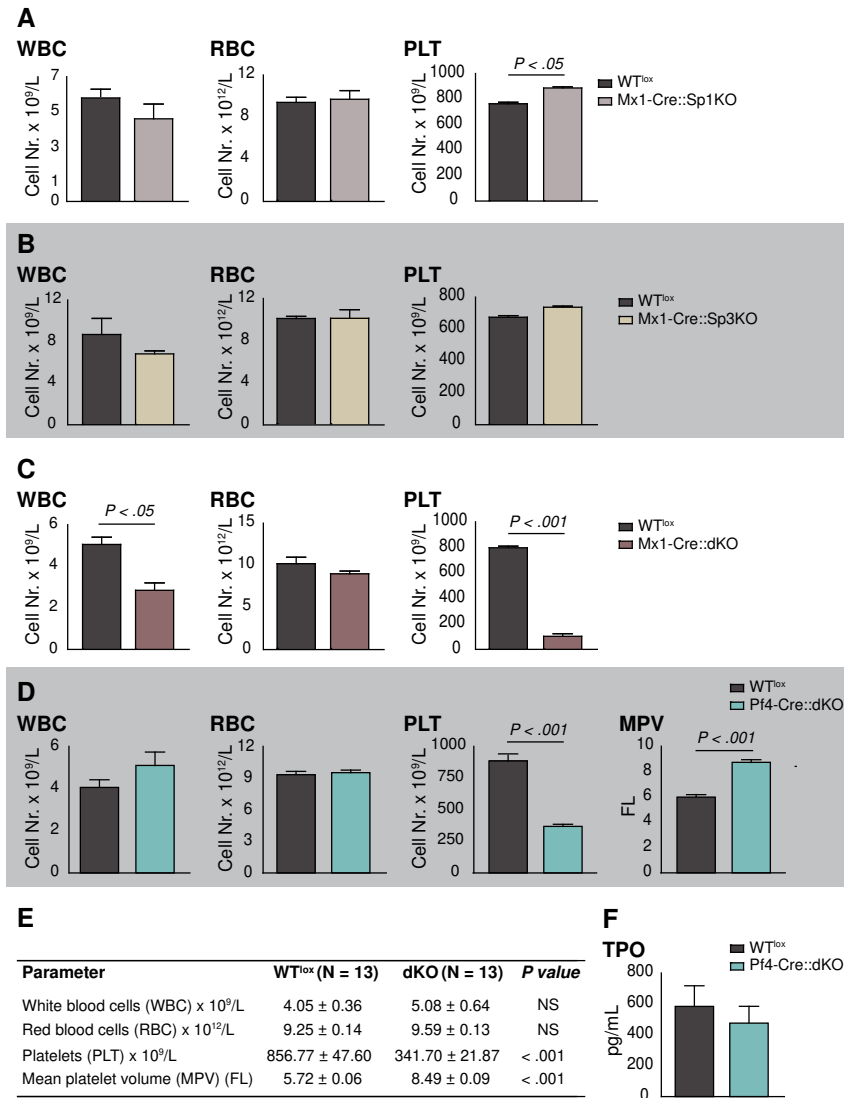 A
WBC
Cell Nr. x 10⁹/L
7
5
3
1
0
RBC
Cell Nr. x 10¹²/L
12
8
4
0
PLT
Cell Nr. x 10⁹/L
1000
800
600
400
200
0
P < .05
WTˡᵒˣ
Mx1-Cre::Sp1KO
B
WBC
Cell Nr. x 10⁹/L
12
8
4
0
RBC
Cell Nr. x 10¹²/L
12
8
4
0
PLT
Cell Nr. x 10⁹/L
800
600
400
200
0
WTˡᵒˣ
Mx1-Cre::Sp3KO
C
WBC
Cell Nr. x 10⁹/L
6
4
2
0
P < .05
RBC
Cell Nr. x 10¹²/L
15
10
5
0
PLT
Cell Nr. x 10⁹/L
1000
800
600
400
200
0
P < .001
WTˡᵒˣ
Mx1-Cre::dKO
D
WTˡᵒˣ
Pf4-Cre::dKO
WBC
Cell Nr. x 10⁹/L
6
4
2
0
RBC
Cell Nr. x 10¹²/L
12
9
6
3
0
PLT
Cell Nr. x 10⁹/L
1000
750
500
250
0
P < .001
MPV
FL
10
8
6
4
2
0
P < .001
E
Parameter WTˡᵒˣ (N = 13) dKO (N = 13) P value
White blood cells (WBC) x 10⁹/L 4.05 ± 0.36 5.08 ± 0.64 NS
Red blood cells (RBC) x 10¹²/L 9.25 ± 0.14 9.59 ± 0.13 NS
Platelets (PLT) x 10⁹/L 856.77 ± 47.60 341.70 ± 21.87 < .001
Mean platelet volume (MPV) (FL) 5.72 ± 0.06 8.49 ± 0.09 < .001
F
TPO
WTˡᵒˣ
Pf4-Cre::dKO
pg/mL
800
600
400
200
0